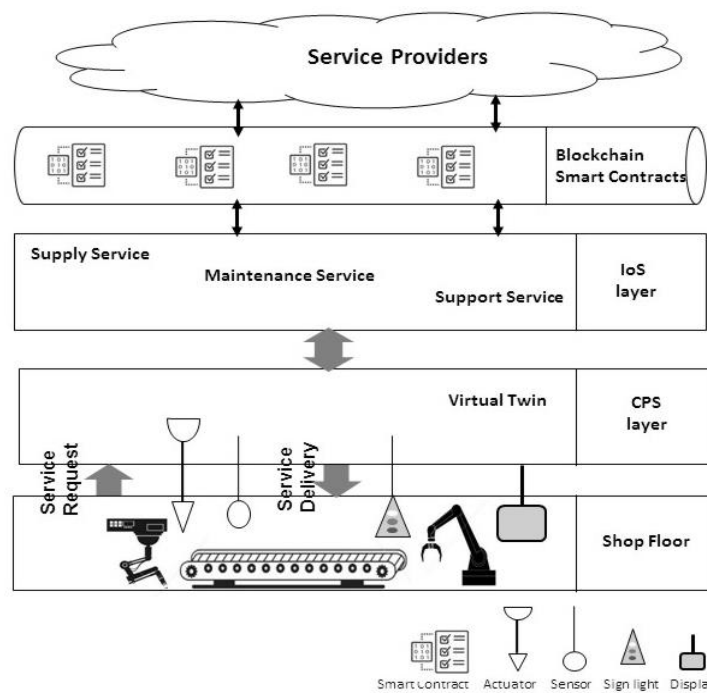 Service Providers
Blockchain
Smart Contracts
Supply Service
Maintenance Service
Support Service
IoS
layer
Virtual Twin
CPS
layer
Service
Request
Service
Delivery
Shop Floor
Smart Contract
Actuator
Sensor
Sign light
Displa